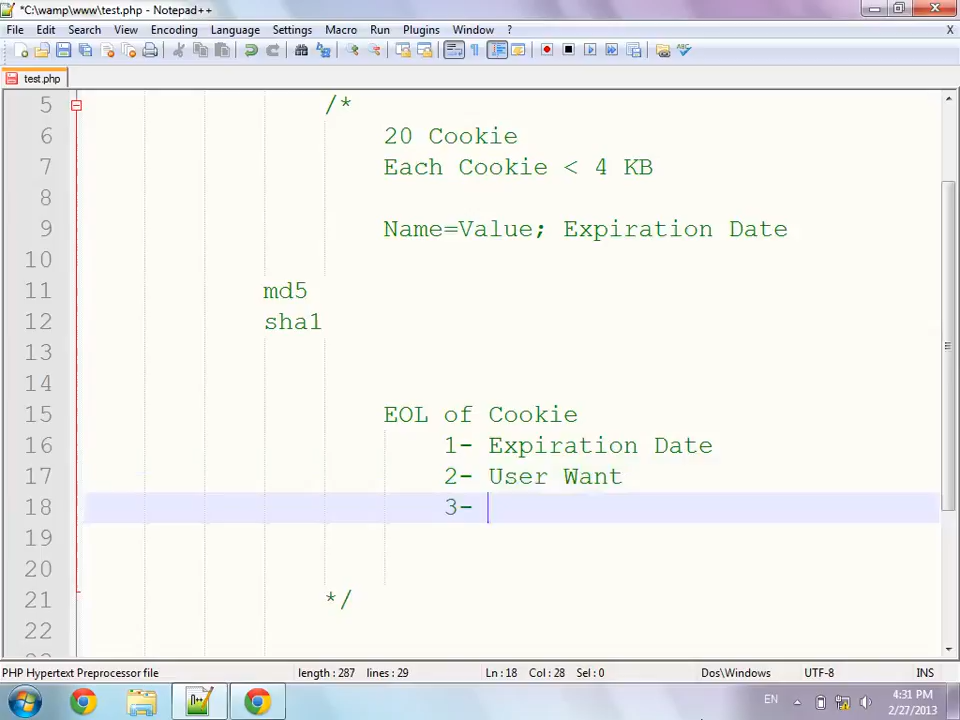 *C:\wamp\www\test.php - Notepad++
File Edit Search View Encoding Language Settings Macro Run Plugins Window ? X
test.php
5 /*
6 20 Cookie
7 Each Cookie < 4 KB
8
9 Name=Value; Expiration Date
10
11 md5
12 sha1
13
14
15 EOL of Cookie
16 1- Expiration Date
17 2- User Want
18 3-
19
20
21 */
22
PHP Hypertext Preprocessor file length : 287 lines : 29 Ln : 18 Col : 28 Sel : 0 Dos\Windows UTF-8 INS
EN 4:31 PM
2/27/2013